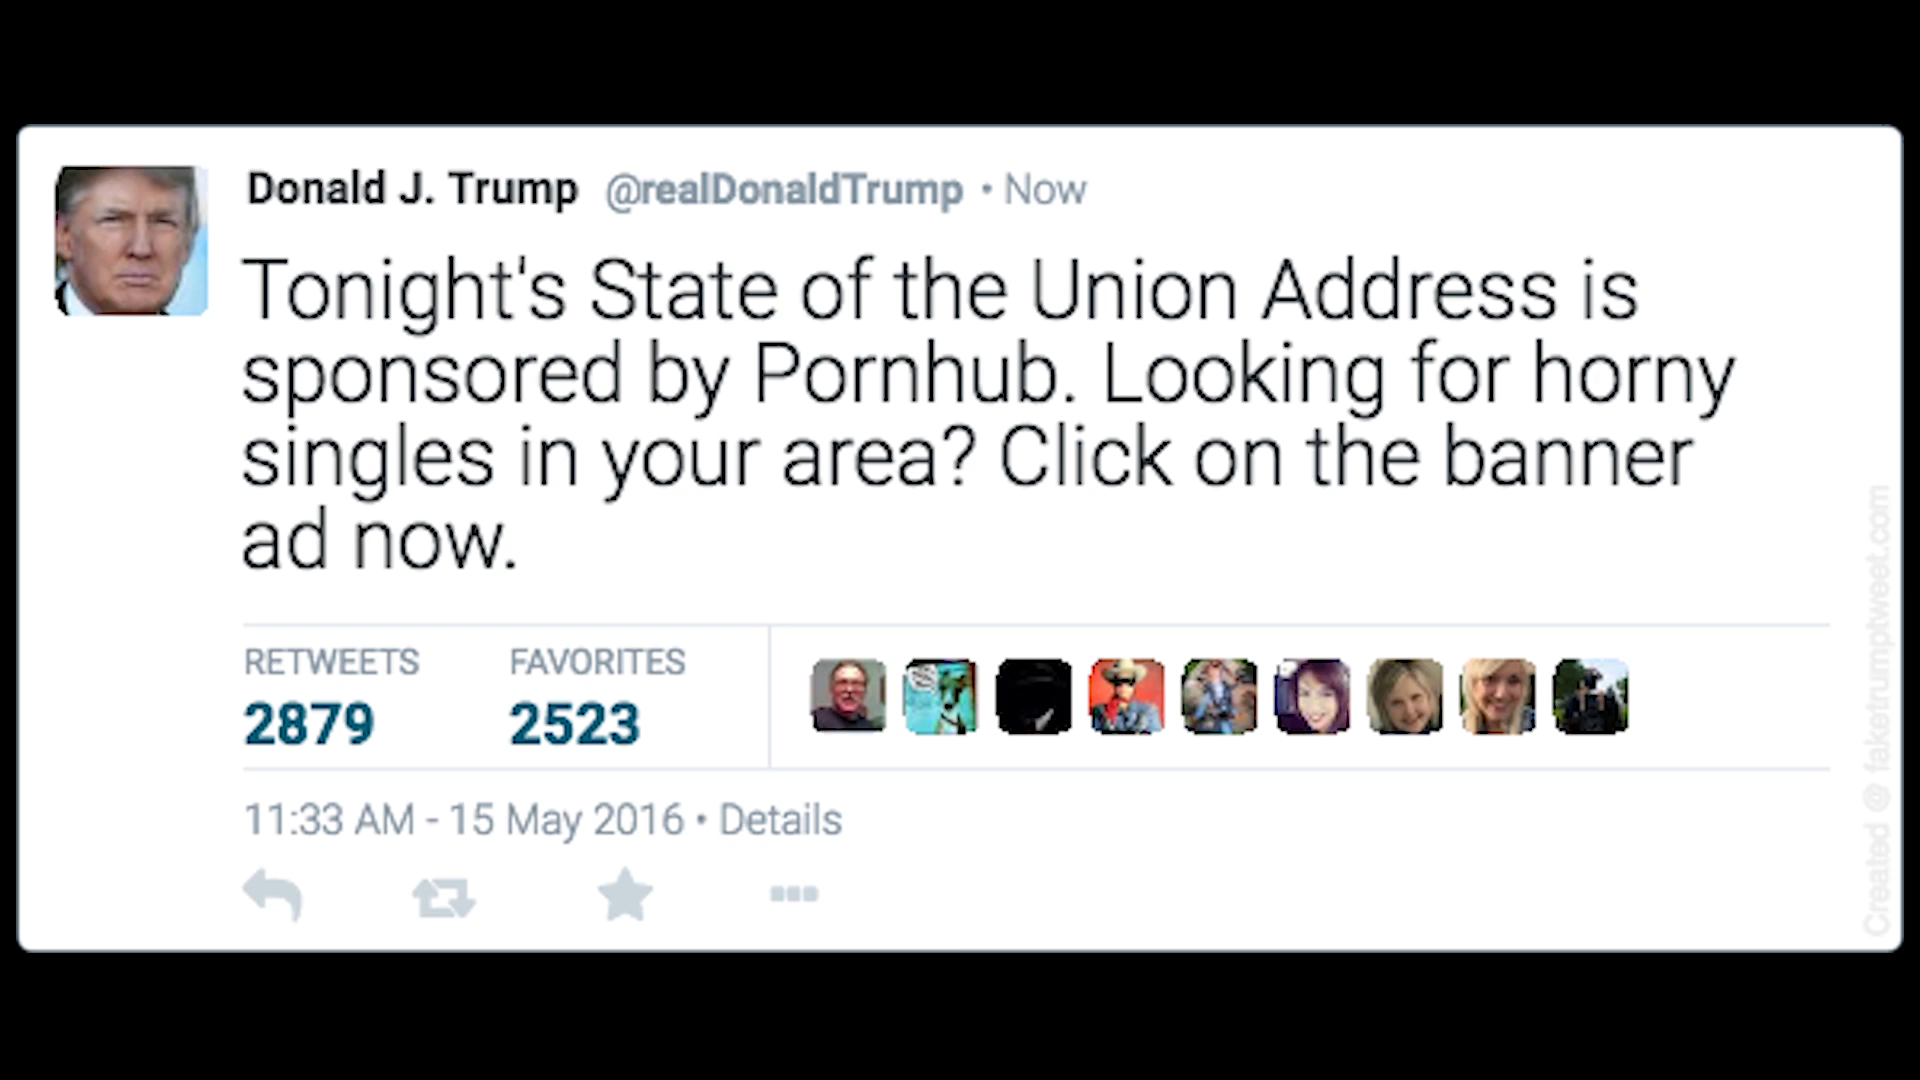 Donald J. Trump @realDonaldTrump • Now
Tonight's State of the Union Address is
sponsored by Pornhub. Looking for horny
singles in your area? Click on the banner
ad now.
RETWEETS FAVORITES
2879 2523
11:33 AM - 15 May 2016 • Details
Created @ faketrumptweet.com